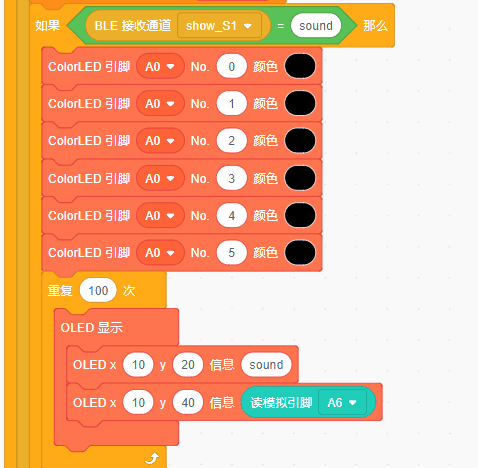 如果 BLE 接收通道 show_S1 = sound 那么
ColorLED 引脚 A0 No. 0 颜色
ColorLED 引脚 A0 No. 1 颜色
ColorLED 引脚 A0 No. 2 颜色
ColorLED 引脚 A0 No. 3 颜色
ColorLED 引脚 A0 No. 4 颜色
ColorLED 引脚 A0 No. 5 颜色
重复 100 次
OLED 显示
OLED x 10 y 20 信息 sound
OLED x 10 y 40 信息 读模拟引脚 A6